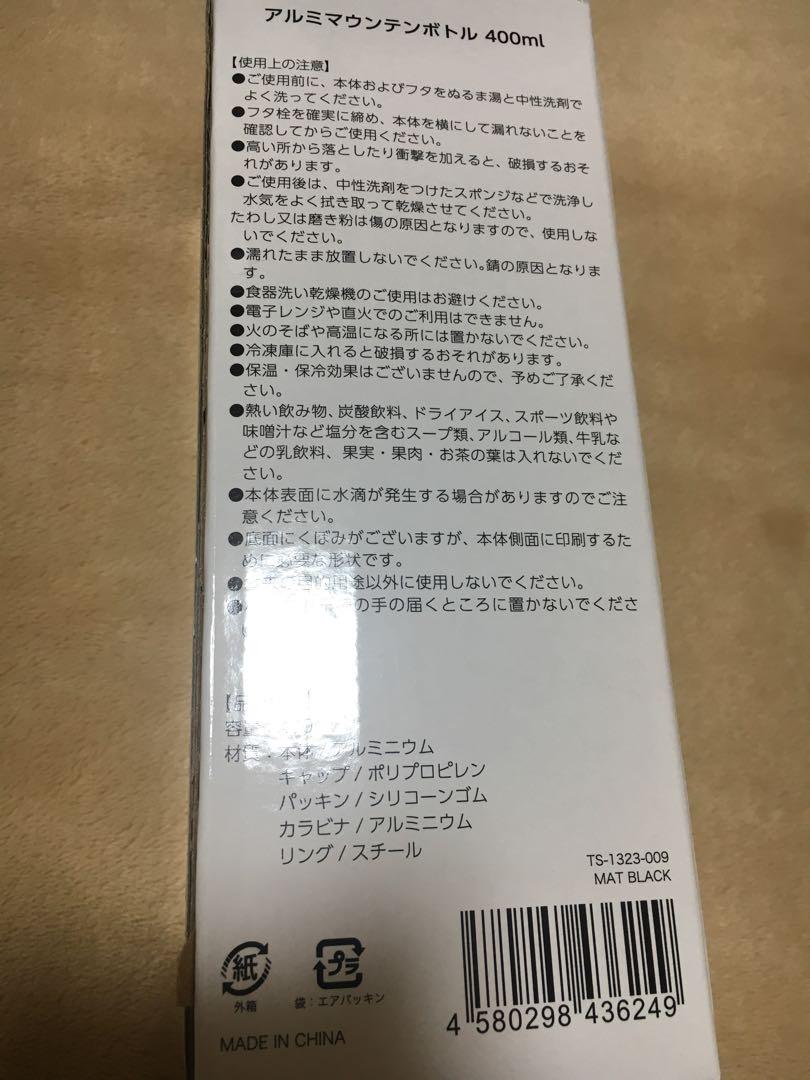 アルミマウンテンボトル 400ml
【使用上の注意】
●ご使用前に、本体およびフタをぬるま湯と中性洗剤で
よく洗ってください。
●フタ栓を確実に締め、本体を横にして漏れないことを
確認してからご使用ください。
●高い所から落としたり衝撃を加えると、破損するおそ
れがあります。
●ご使用後は、中性洗剤をつけたスポンジなどで洗浄し
水気をよく拭き取って乾燥させてください。
たわし又は磨き粉は傷の原因となりますので、使用しな
いでください。
●濡れたまま放置しないでください。錆の原因となりま
す。
●食器洗い乾燥機のご使用はお避けください。
●電子レンジや直火でのご利用はできません。
●火のそばや高温になる所には置かないでください。
●冷凍庫に入れると破損するおそれがあります。
●保温・保冷効果はございませんので、予めご了承くだ
さい。
●熱い飲み物、炭酸飲料、ドライアイス、スポーツ飲料や
味噌汁など塩分を含むスープ類、アルコール類、牛乳な
どの乳飲料、果実・果肉・お茶の葉は入れないでくだ
さい。
●本体表面に水滴が発生する場合がありますのでご注
意ください。
●底面にくぼみがございますが、本体側面に印刷するた
めに必要な形状です。
●目的用途以外に使用しないでください。
●の手の届くところに置かないでくださ
【品
容量
材質・本体 / アルミニウム
キャップ / ポリプロピレン
パッキン / シリコーンゴム
カラビナ / アルミニウム
リング / スチール
TS-1323-009
MAT BLACK
紙
外箱
プラ
袋：エアパッキン
4 580298 436249
MADE IN CHINA